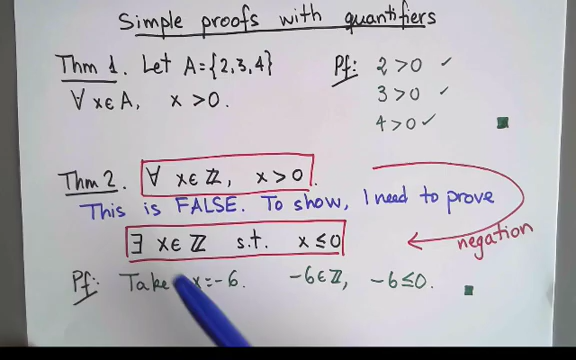 Simple proofs with quantifiers
Thm 1. Let A={2,3,4}
∀ x∈A, x>0.
Pf: 2>0 ✓
3>0 ✓
4>0 ✓
Thm 2. ∀ x∈ℤ, x>0.
This is FALSE. To show, I need to prove
∃ x∈ℤ s.t. x≤0
negation
Pf: Take x=-6. -6∈ℤ, -6≤0.